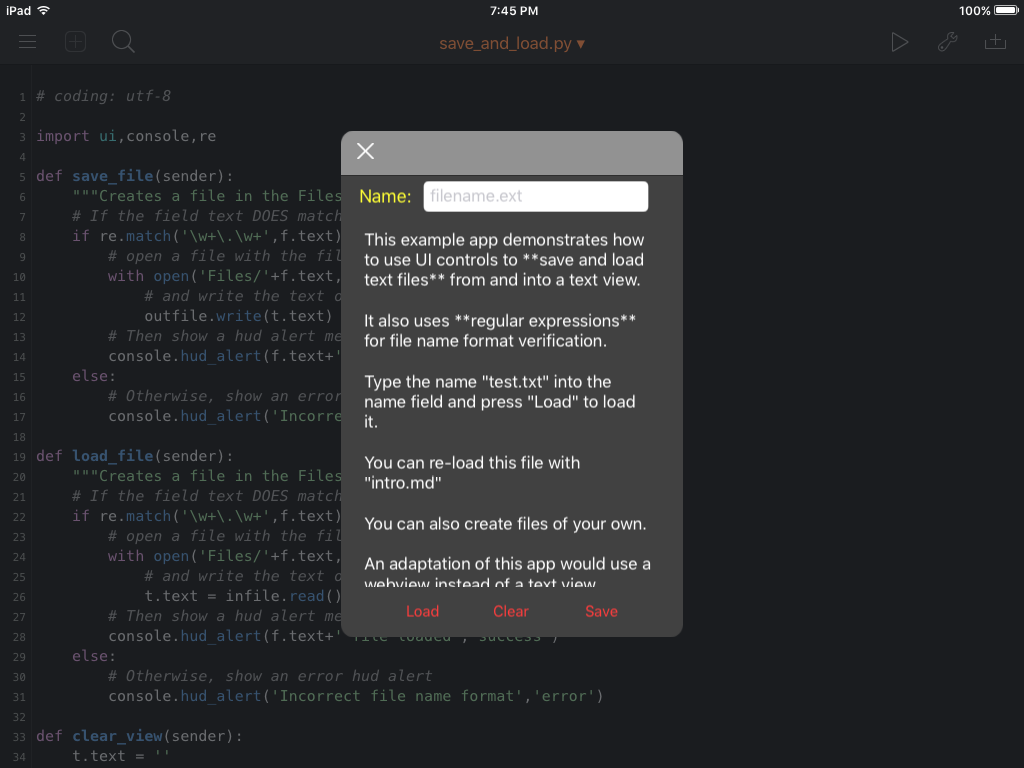 iPad 7:45 PM 100%
save_and_load.py ▾
1 # coding: utf-8
2
3 import ui,console,re
4
5 def save_file(sender):
6 """Creates a file in the Files
7 # If the field text DOES match
8 if re.match('\w+\.\w+',f.text)
9 # open a file with the fil
10 with open('Files/'+f.text,
11 # and write the text
12 outfile.write(t.text)
13 # Then show a hud alert me
14 console.hud_alert(f.text+'
15 else:
16 # Otherwise, show an error
17 console.hud_alert('Incorre
18
19 def load_file(sender):
20 """Creates a file in the Files
21 # If the field text DOES match
22 if re.match('\w+\.\w+',f.text)
23 # open a file with the fil
24 with open('Files/'+f.text,
25 # and write the text
26 t.text = infile.read()
27 # Then show a hud alert me
28 console.hud_alert(f.text+' file loaded','success')
29 else:
30 # Otherwise, show an error hud alert
31 console.hud_alert('Incorrect file name format','error')
32
33 def clear_view(sender):
34 t.text = ''
Name: filename.ext
This example app demonstrates how
to use UI controls to **save and load
text files** from and into a text view.
It also uses **regular expressions**
for file name format verification.
Type the name "test.txt" into the
name field and press "Load" to load
it.
You can re-load this file with
"intro.md"
You can also create files of your own.
An adaptation of this app would use a
webview instead of a text view
Load Clear Save